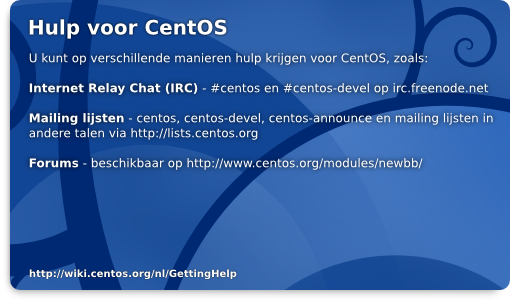 Hulp voor CentOS
U kunt op verschillende manieren hulp krijgen voor CentOS, zoals:
Internet Relay Chat (IRC) - #centos en #centos-devel op irc.freenode.net
Mailing lijsten - centos, centos-devel, centos-announce en mailing lijsten in
andere talen via http://lists.centos.org
Forums - beschikbaar op http://www.centos.org/modules/newbb/
http://wiki.centos.org/nl/GettingHelp